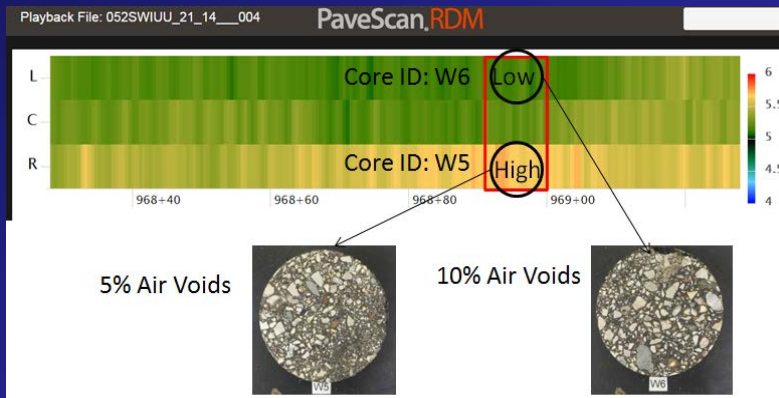 Playback File: 052SWIUU_21_14___004
PaveScan.RDM
L
Core ID: W6
Low
C
R
Core ID: W5
High
6
5.5
5
4.5
4
968+40
968+60
968+80
969+00
5% Air Voids
10% Air Voids
W5
W6